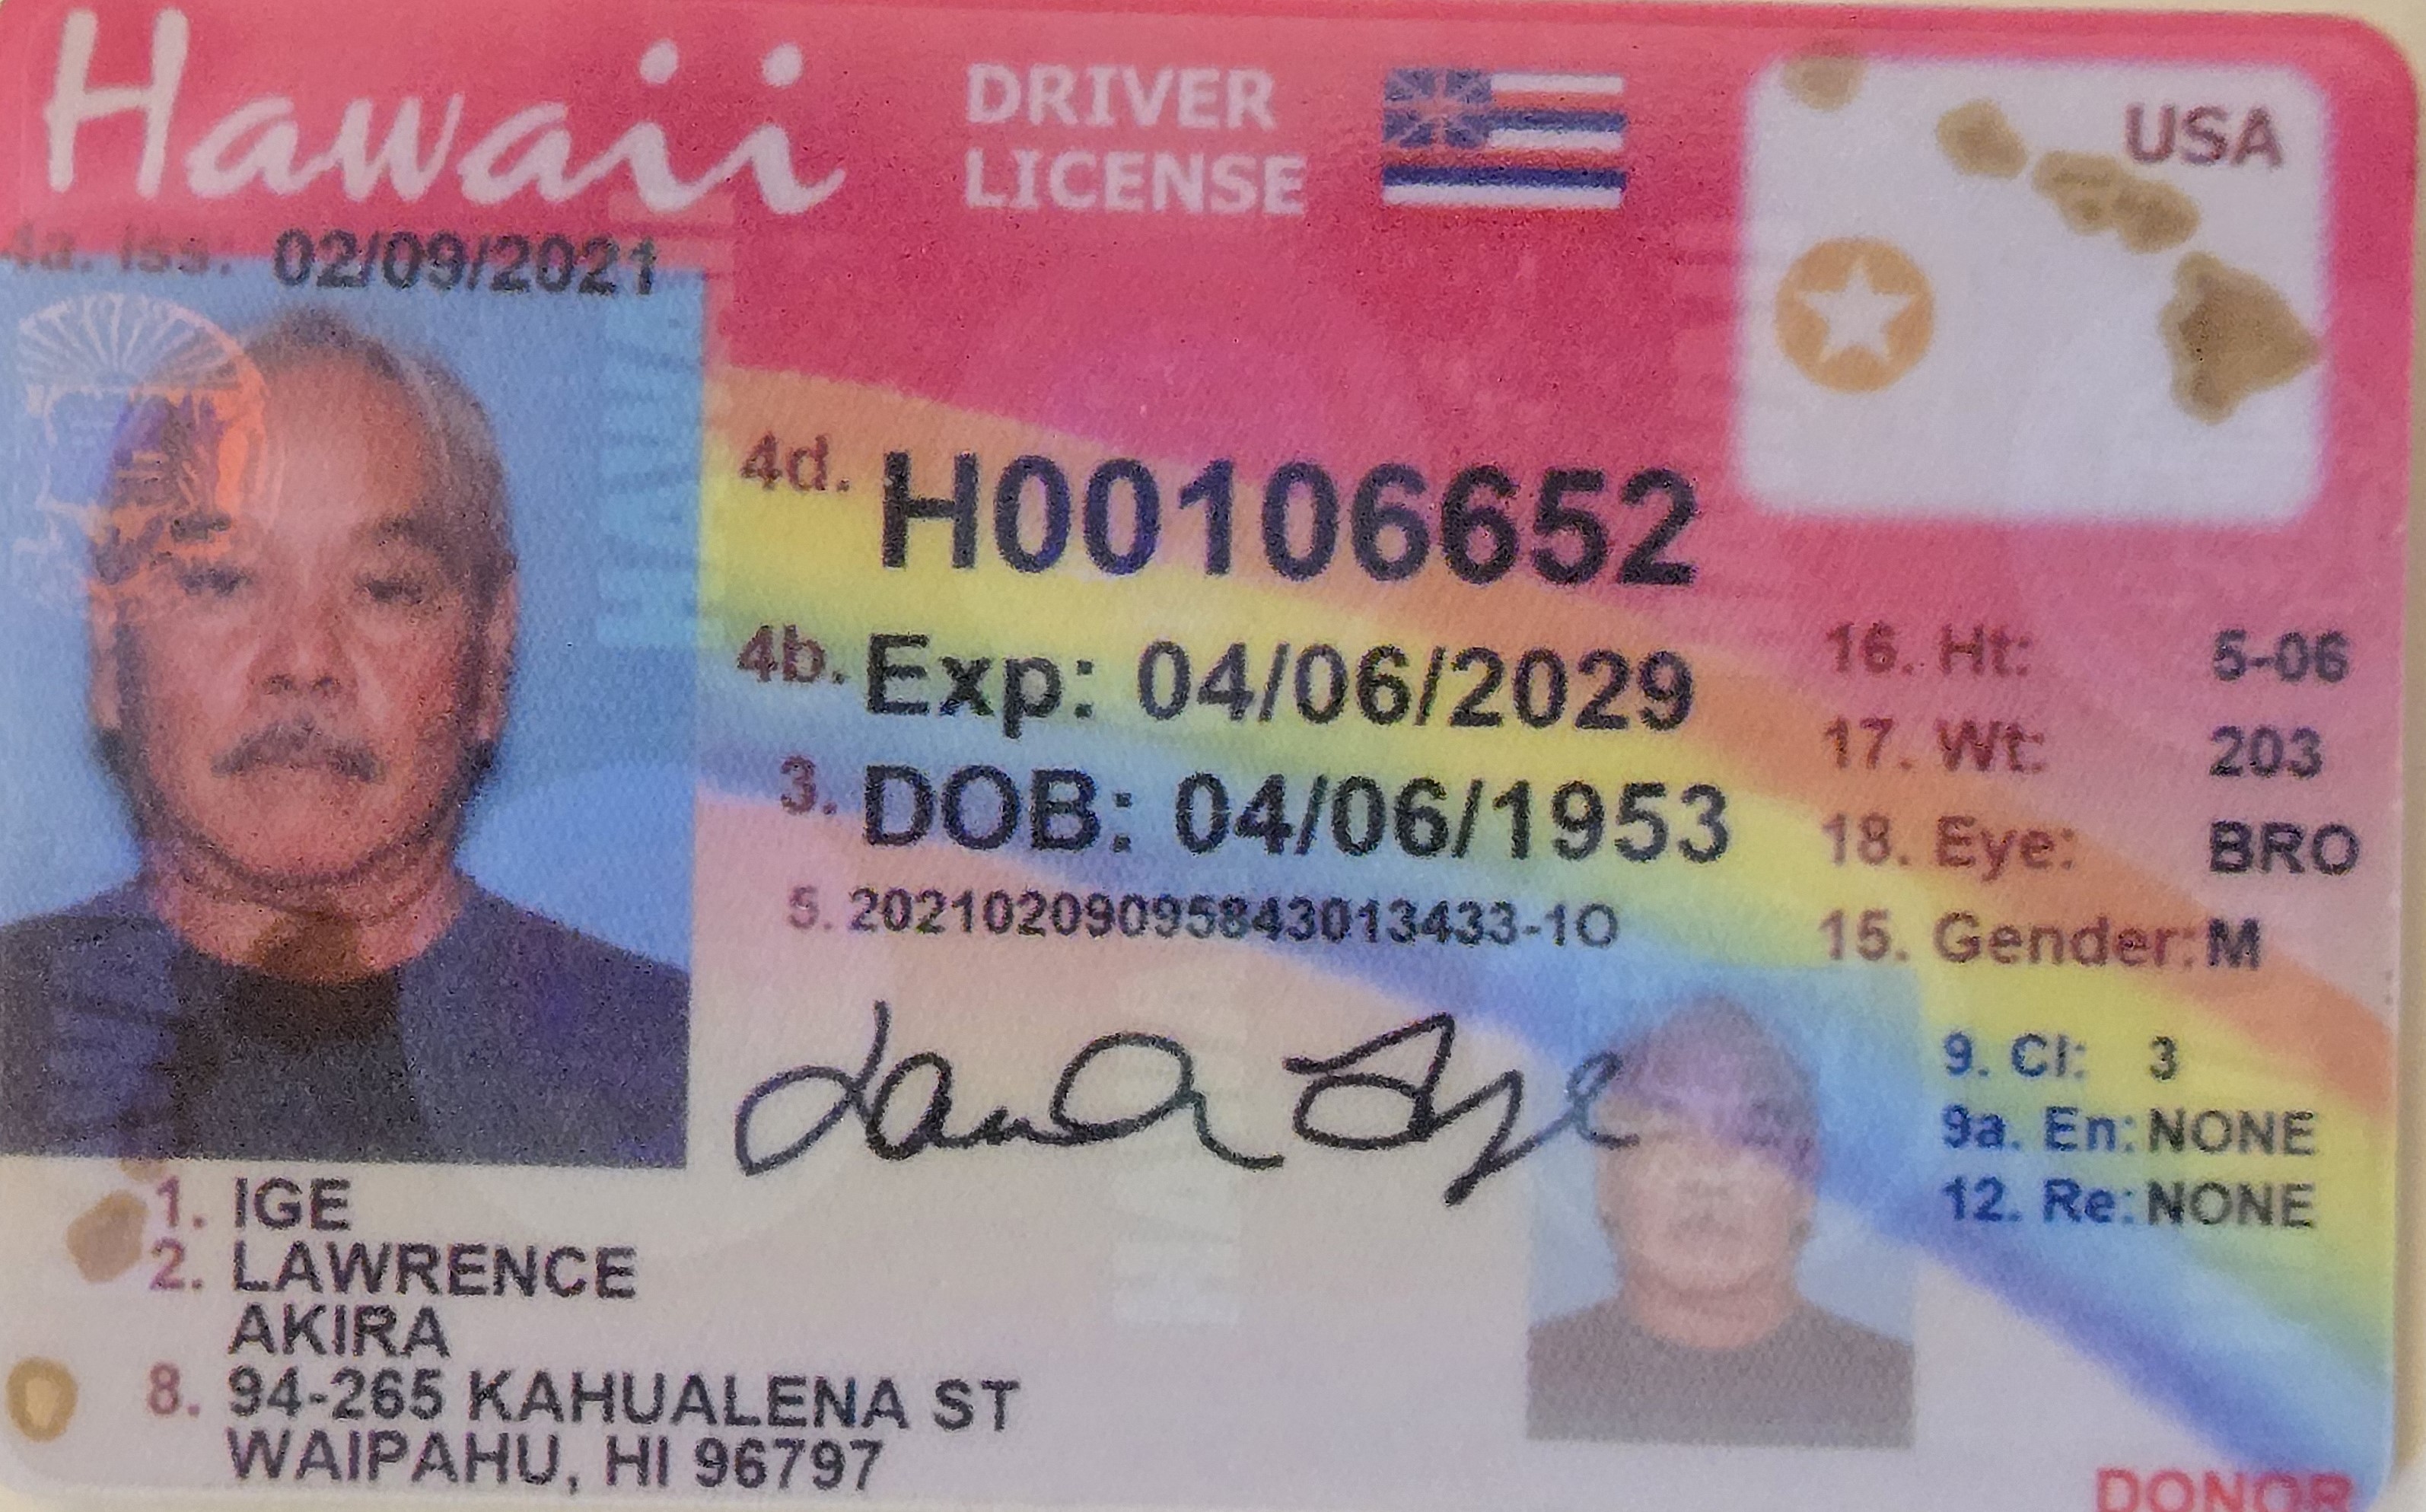 Hawaii
DRIVER
LICENSE
USA
4a. Iss: 02/09/2021
HAWAII
4d. H00106652
4b. Exp: 04/06/2029
3. DOB: 04/06/1953
5. 20210209095843013433-1O
16. Ht: 5-06
17. Wt: 203
18. Eye: BRO
15. Gender: M
9. Cl: 3
9a. En: NONE
12. Re: NONE
1. IGE
2. LAWRENCE
AKIRA
8. 94-265 KAHUALENA ST
WAIPAHU, HI 96797
DONOR